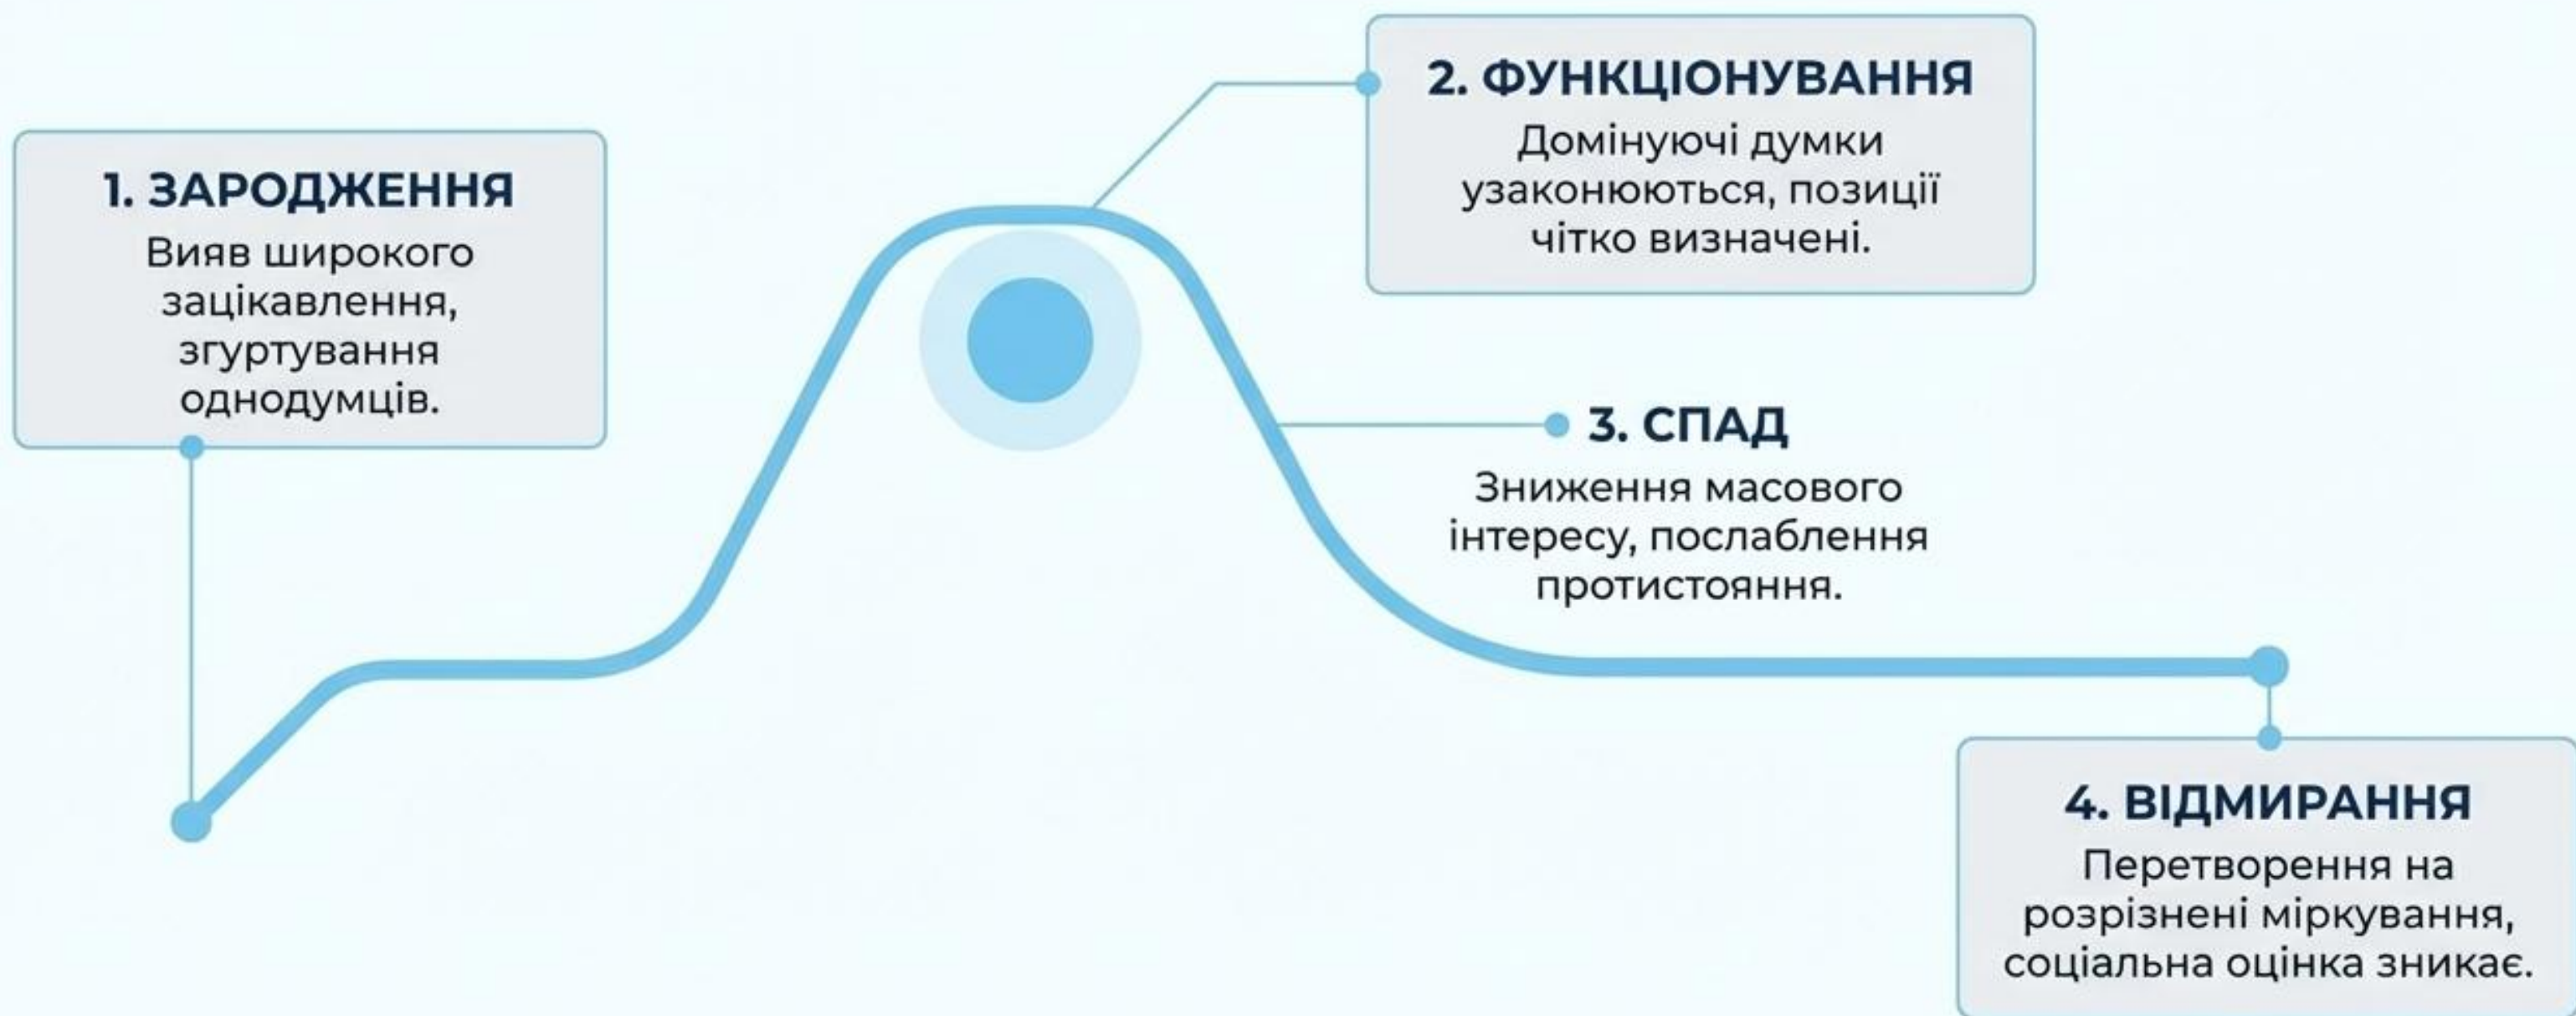 1. ЗАРОДЖЕННЯ
Вияв широкого
зацікавлення,
згуртування
однодумців.
2. ФУНКЦІОНУВАННЯ
Домінуючі думки
узаконюються, позиції
чітко визначені.
3. СПАД
Зниження масового
інтересу, послаблення
протистояння.
4. ВІДМИРАННЯ
Перетворення на
розрізнені міркування,
соціальна оцінка зникає.